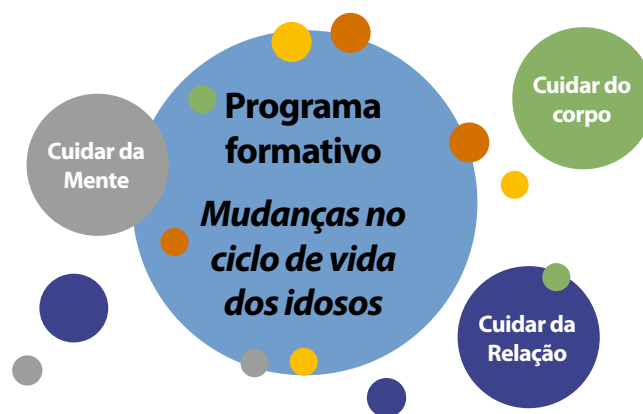 Programa
formativo
Mudanças no
ciclo de vida
dos idosos
Cuidar da
Mente
Cuidar do
corpo
Cuidar da
Relação